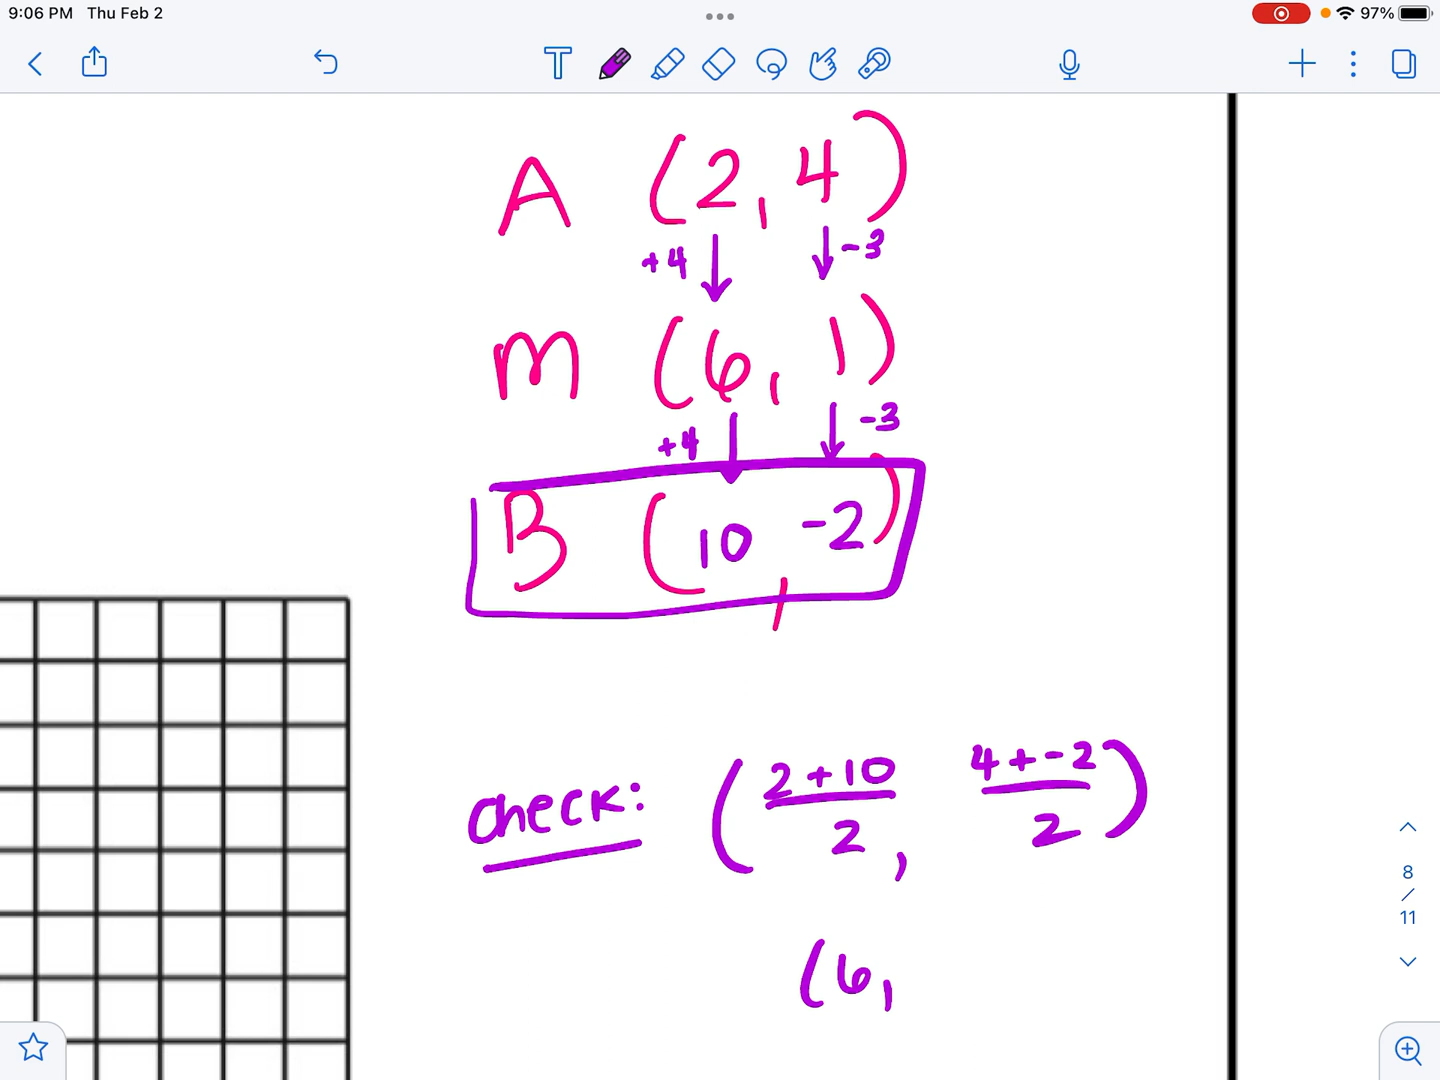 9:06 PM Thu Feb 2
97%
T
A (2, 4)
+4 -3
M (6, 1)
+4 -3
B (10, -2)
check: (2+10/2, 4+-2/2)
(6,
8
/
11